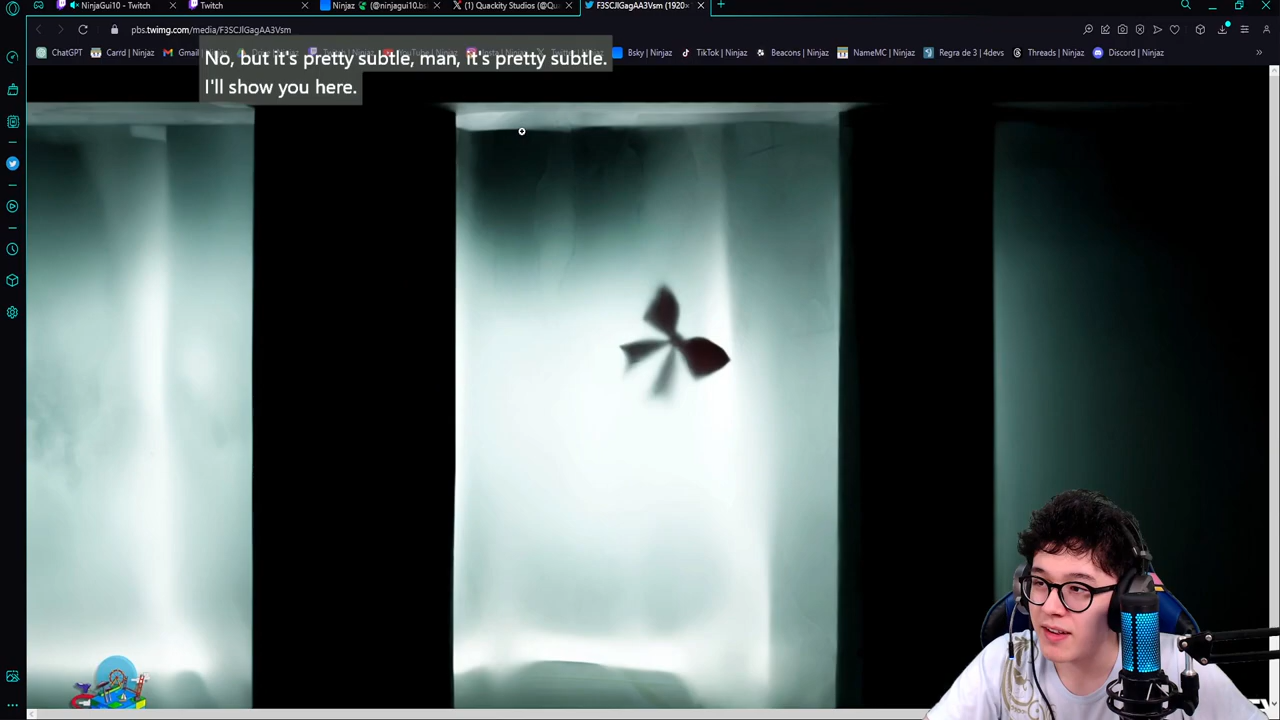 NinjaGui10 - Twitch
Twitch
Ninjaz
(@ninjagui10.bs
(1) Quackity Studios (@Qu
F3SCJlGagAA3Vsm (1920×
pbs.twimg.com/media/F3SCJlGagAA3Vsm
ChatGPT
Carrd | Ninjaz
Gmail
Bsky | Ninjaz
TikTok | Ninjaz
Beacons | Ninjaz
NameMC | Ninjaz
Regra de 3 | 4devs
Threads | Ninjaz
Discord | Ninjaz
No, but it's pretty subtle, man, it's pretty subtle.
I'll show you here.